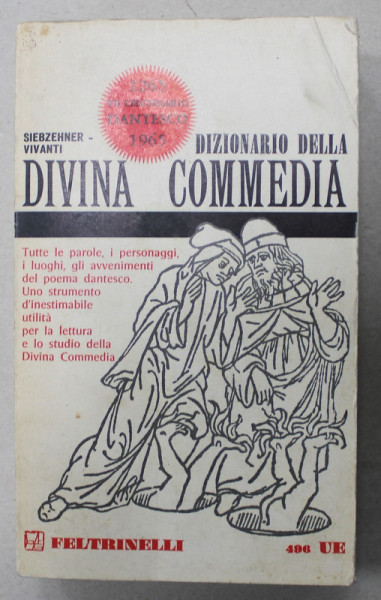 1265
DANTESCO
1965
SIEBZEHNER -
VIVANTI
DIZIONARIO DELLA
DIVINA COMMEDIA
Tutte le parole, i personaggi,
i luoghi, gli avvenimenti
del poema dantesco.
Uno strumento
d'inestimabile
utilità
per la lettura
e lo studio della
Divina Commedia
FELTRINELLI
496 UE